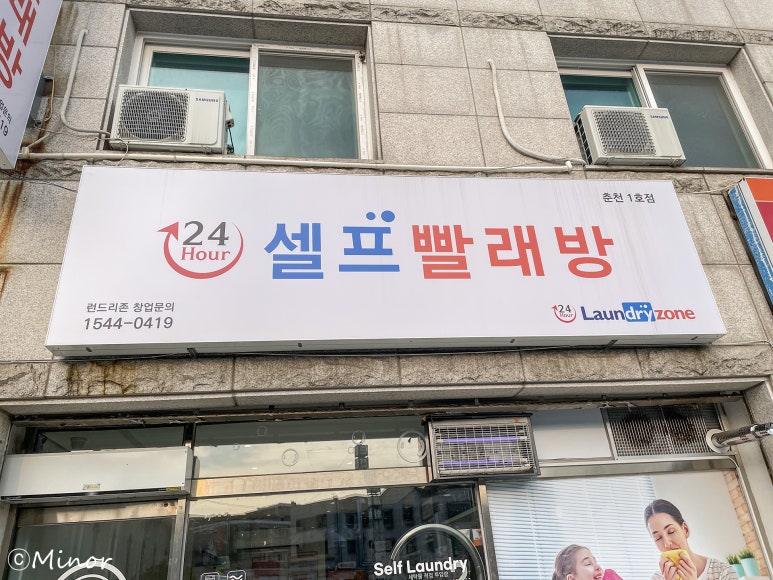 SAMSUNG
SAMSUNG
춘천 1호점
24
Hour
셀프빨래방
런드리존 창업문의
1544-0419
24
Hour
Laundryzone
Self Laundry
©Minor